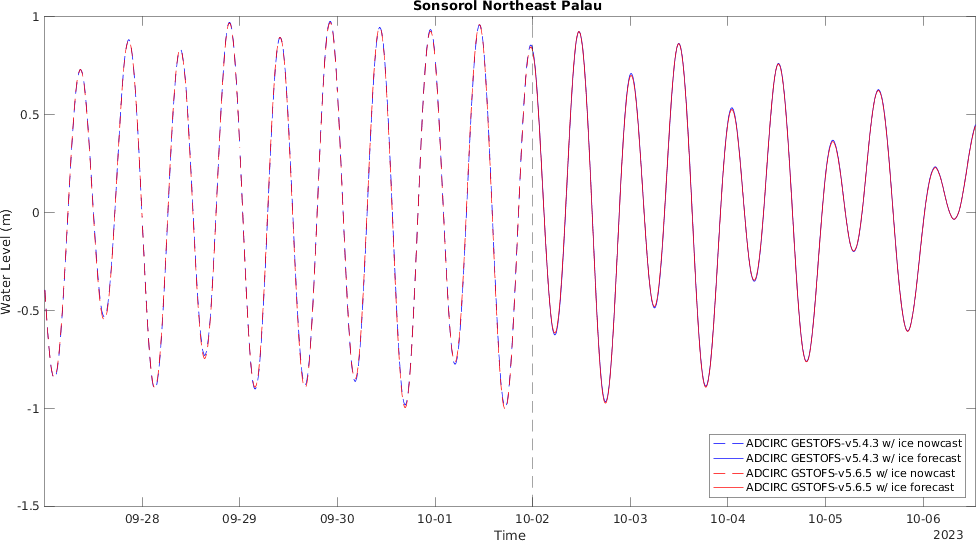 Sonsorol Northeast Palau
1
0.5
0
-0.5
-1
-1.5
Water Level (m)
09-28 09-29 09-30 10-01 10-02 10-03 10-04 10-05 10-06
Time
2023
ADCIRC GESTOFS-v5.4.3 w/ ice nowcast
ADCIRC GESTOFS-v5.4.3 w/ ice forecast
ADCIRC GSTOFS-v5.6.5 w/ ice nowcast
ADCIRC GSTOFS-v5.6.5 w/ ice forecast